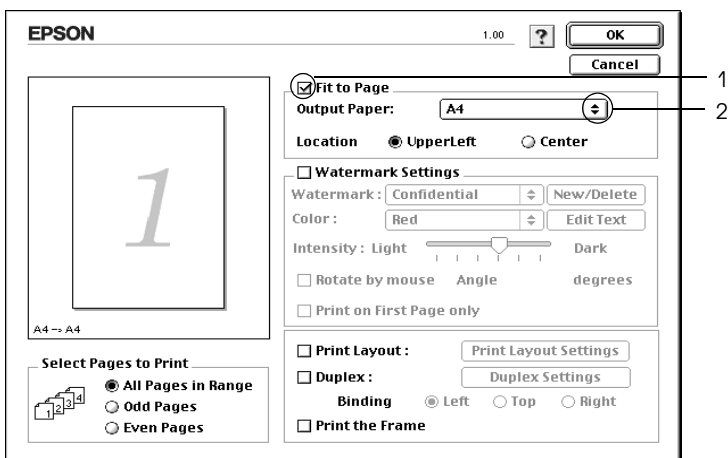 EPSON
1.00
?
OK
Cancel
1
Fit to Page
1
2
Output Paper: A4
Location UpperLeft Center
Watermark Settings
Watermark: Confidential New/Delete
Color: Red Edit Text
Intensity: Light Dark
Rotate by mouse Angle degrees
Print on First Page only
A4 -> A4
Select Pages to Print
1 2 3 4
All Pages in Range
Odd Pages
Even Pages
Print Layout: Print Layout Settings
Duplex: Duplex Settings
Binding Left Top Right
Print the Frame